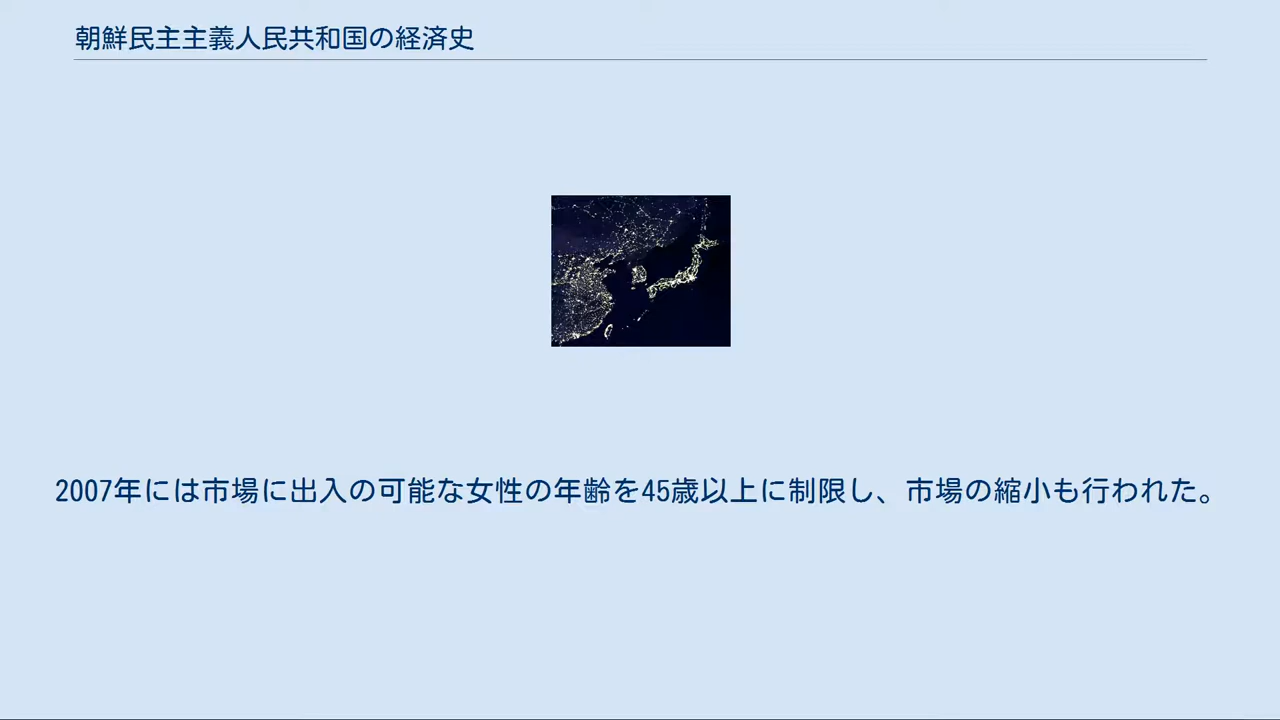 朝鮮民主主義人民共和国の経済史
2007年には市場に出入の可能な女性の年齢を45歳以上に制限し、市場の縮小も行われた。